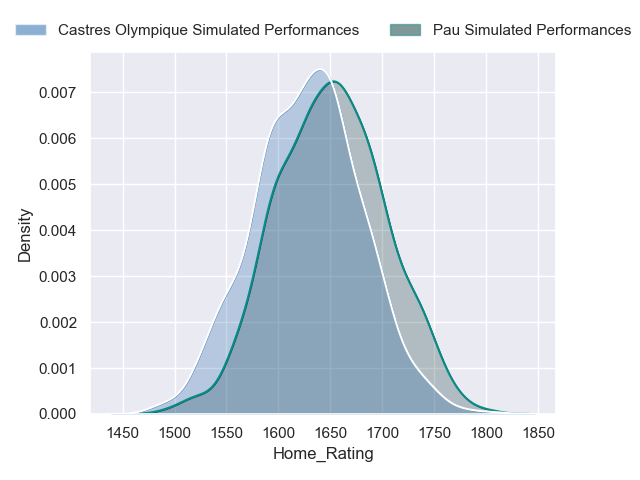 Castres Olympique Simulated Performances
Pau Simulated Performances
0.007
0.006
0.005
0.004
0.003
0.002
0.001
0.000
Density
1450 1500 1550 1600 1650 1700 1750 1800 1850
Home_Rating